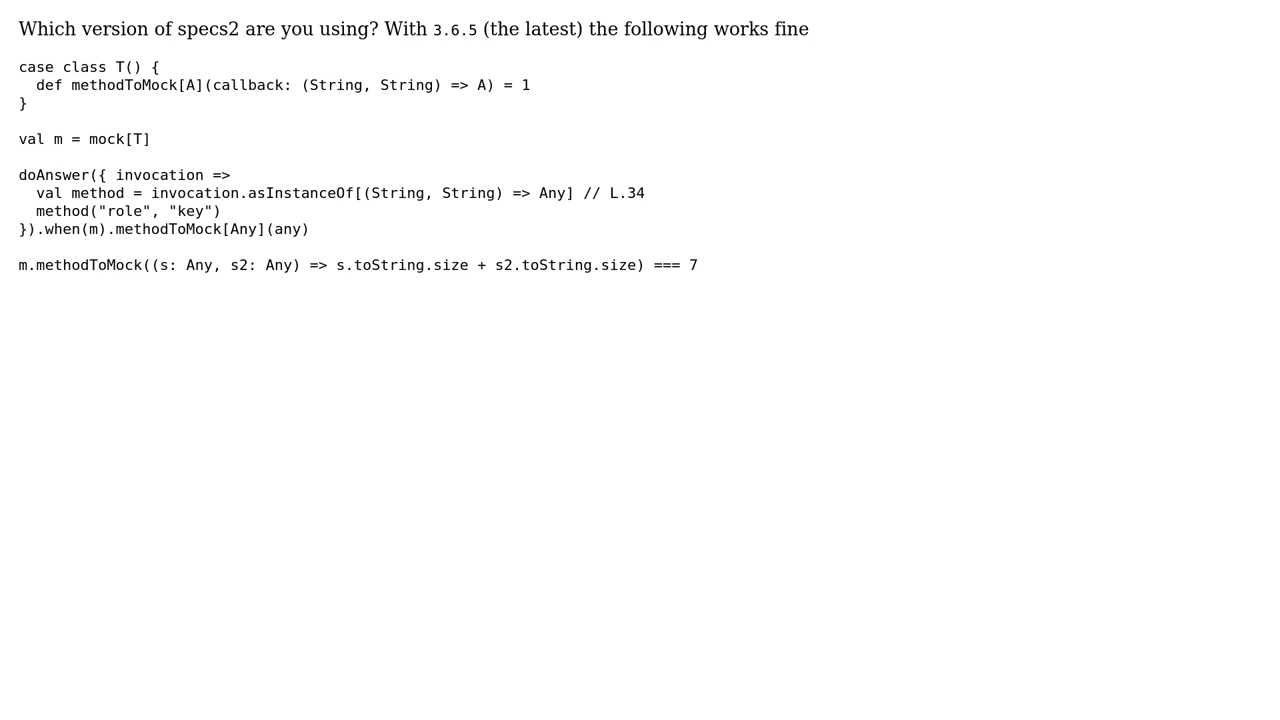 Which version of specs2 are you using? With 3.6.5 (the latest) the following works fine
case class T() {
  def methodToMock[A](callback: (String, String) => A) = 1
}
val m = mock[T]
doAnswer({ invocation =>
  val method = invocation.asInstanceOf[(String, String) => Any] // L.34
  method("role", "key")
}).when(m).methodToMock[Any](any)
m.methodToMock((s: Any, s2: Any) => s.toString.size + s2.toString.size) === 7